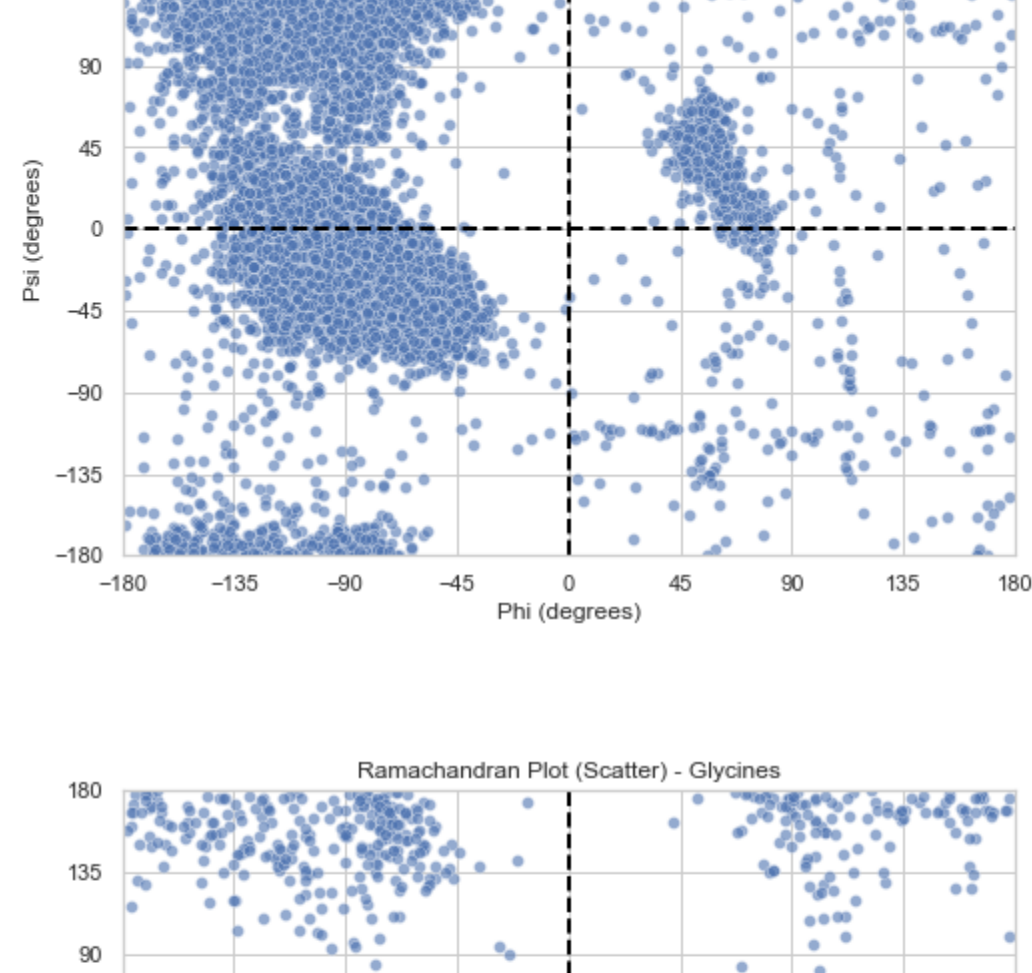 90
45
0
−45
−90
−135
−180
Psi (degrees)
−180 −135 −90 −45 0 45 90 135 180
Phi (degrees)
Ramachandran Plot (Scatter) - Glycines
180
135
90